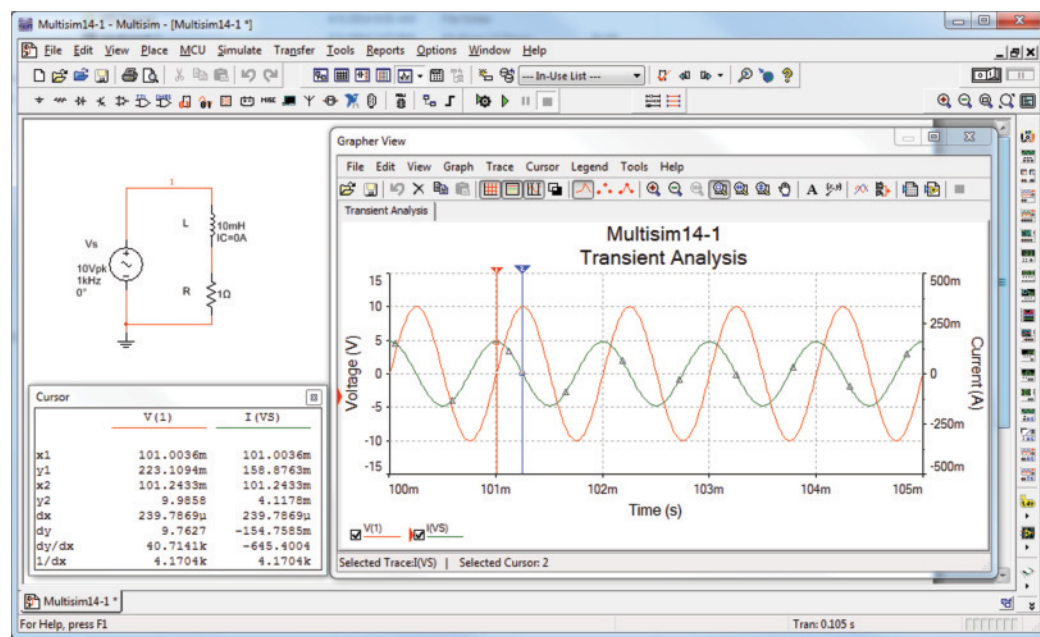 Multisim14-1 - Multisim - [Multisim14-1 *]
File Edit View Place MCU Simulate Transfer Tools Reports Options Window Help
--- In-Use List ---
MISC
1
L
10mH
IC=0A
Vs
10Vpk
1kHz
0°
R
1Ω
Grapher View
File Edit View Graph Trace Cursor Legend Tools Help
Transient Analysis
Multisim14-1
Transient Analysis
Voltage (V)
15
10
5
0
-5
-10
-15
500m
250m
0
-250m
-500m
Current (A)
100m 101m 102m 103m 104m 105m
Time (s)
V(1) I(VS)
Selected Trace:I(VS) | Selected Cursor: 2
Cursor
V(1) I(VS)
x1 101.0036m 101.0036m
y1 223.1094m 158.8763m
x2 101.2433m 101.2433m
y2 9.9858 4.1178m
dx 239.7869µ 239.7869µ
dy 9.7627 -154.7585m
dy/dx 40.7141k -645.4004
1/dx 4.1704k 4.1704k
Multisim14-1 *
For Help, press F1
Tran: 0.105 s